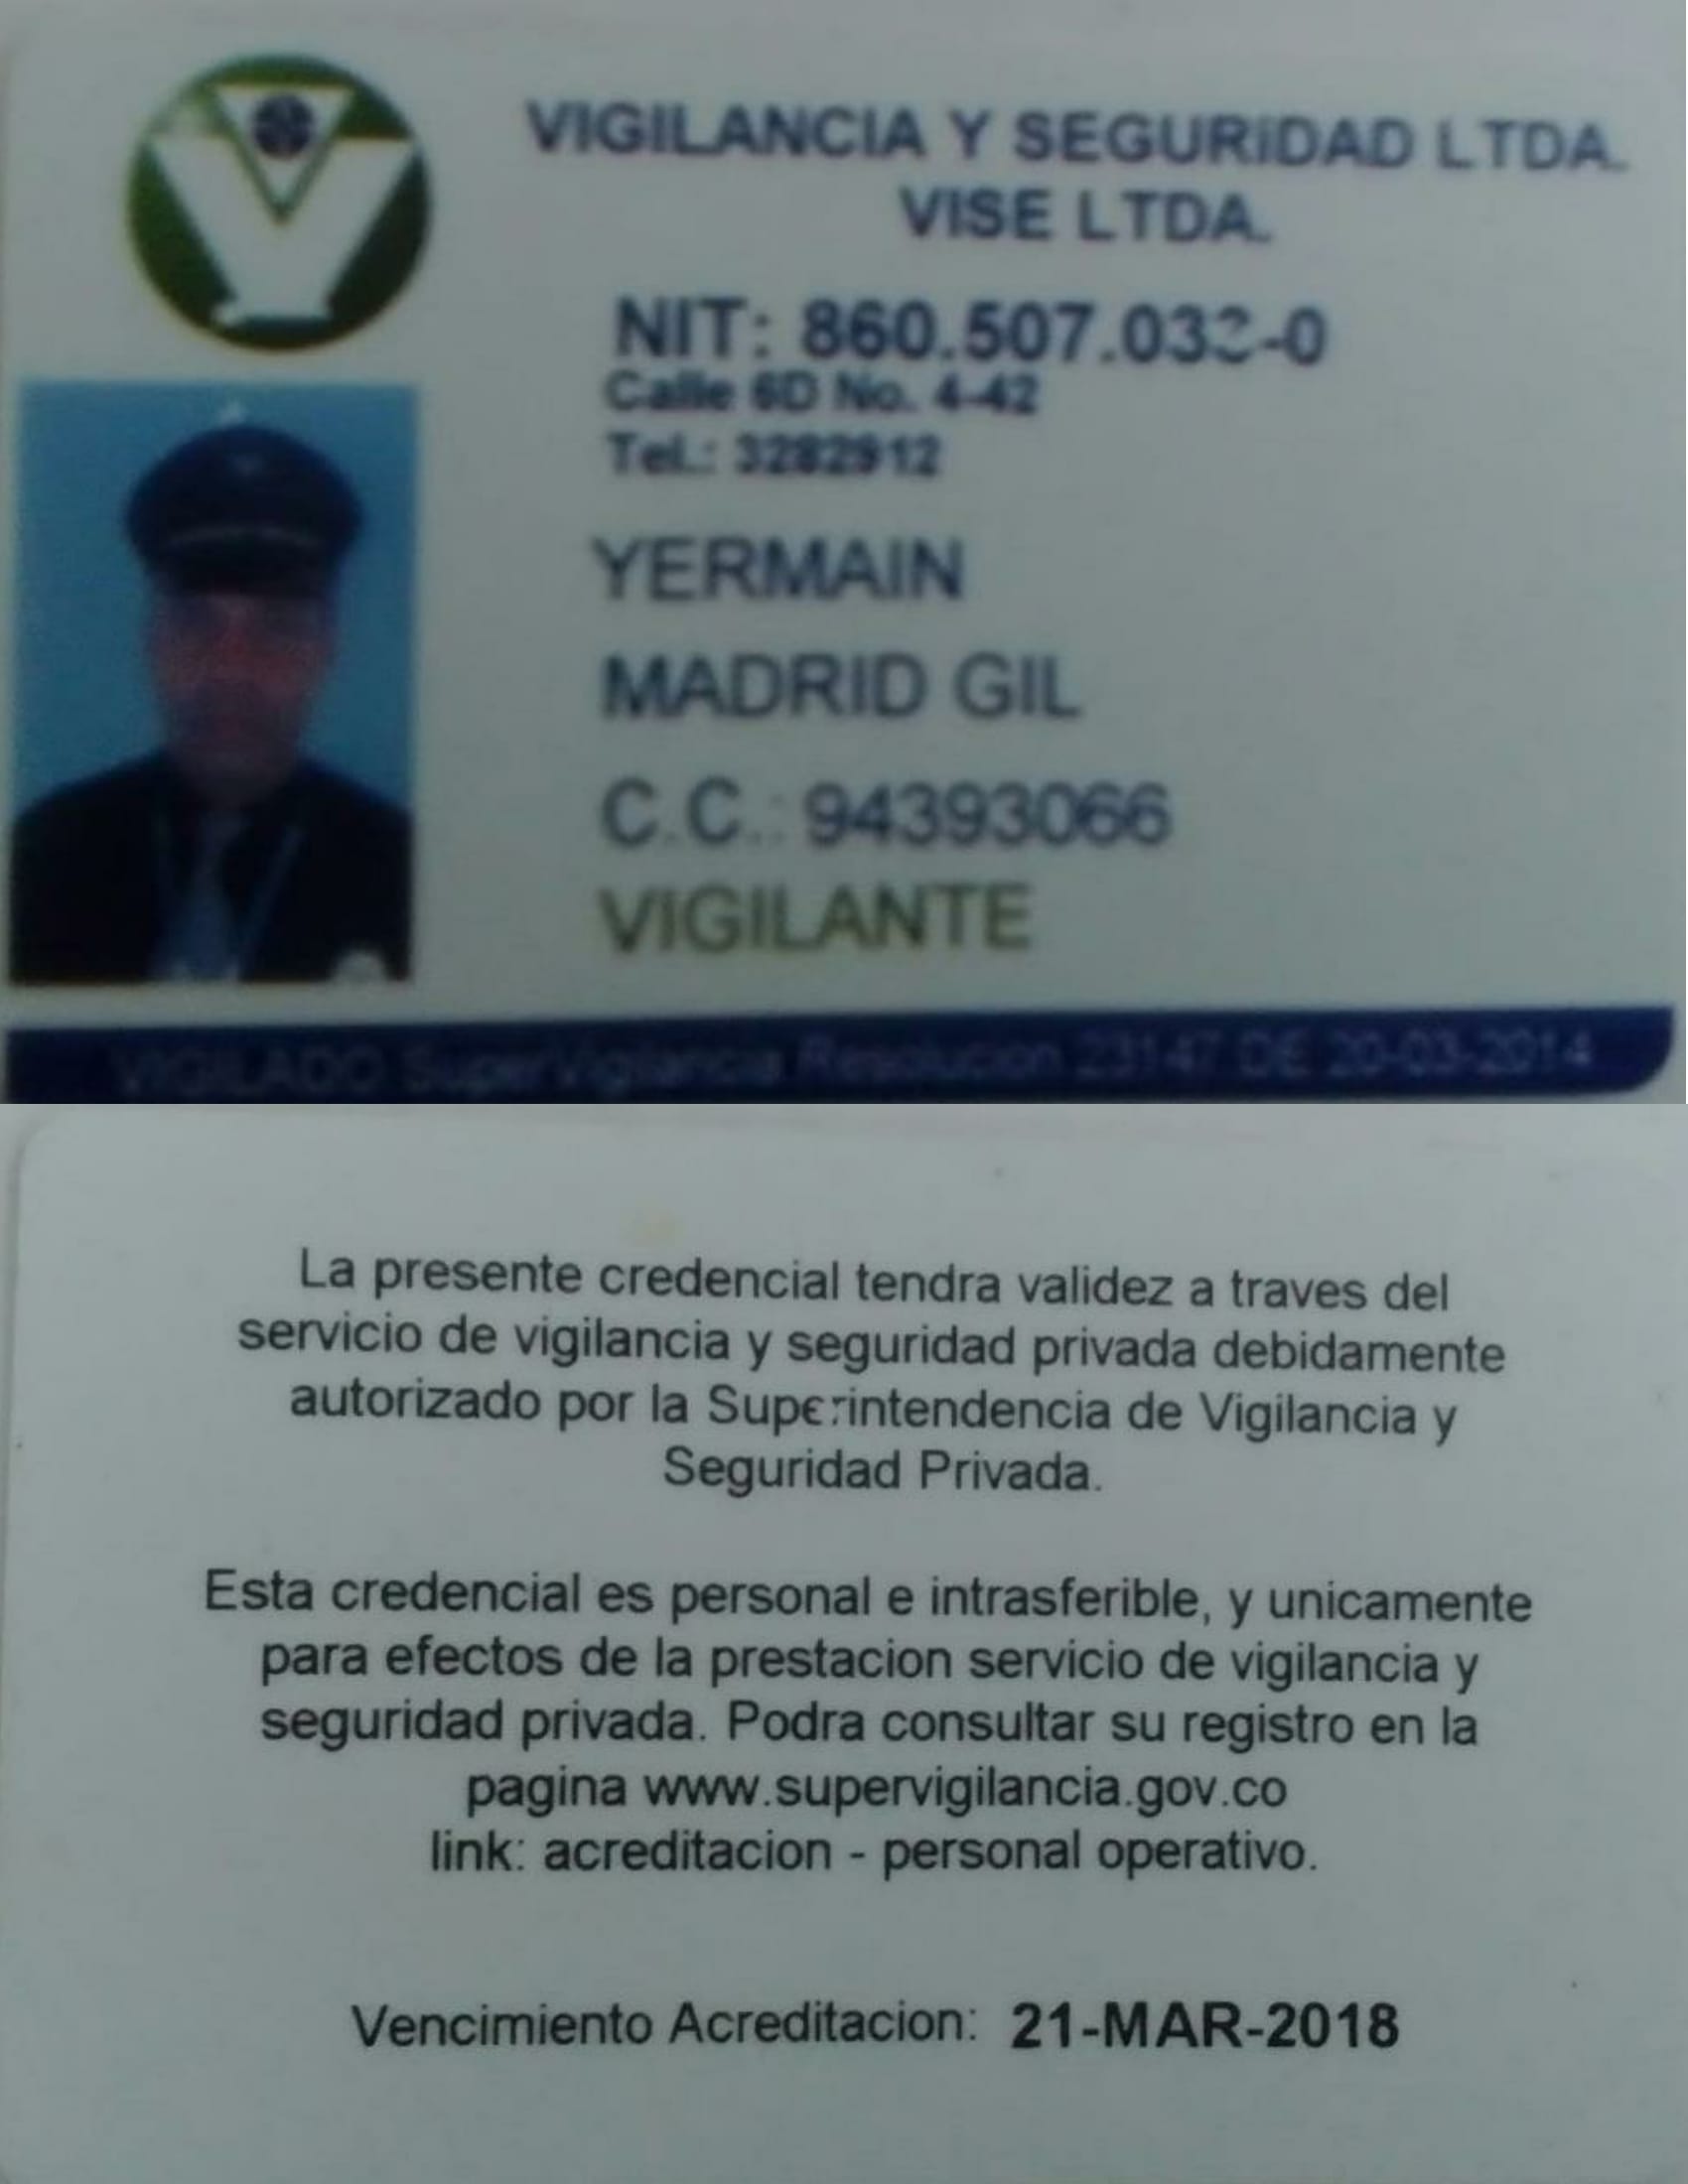 VIGILANCIA Y SEGURIDAD LTDA.
VISE LTDA.
NIT: 860.507.033-0
Calle 6D No. 4-42
Tel.: 3282912
YERMAIN
MADRID GIL
C.C.: 94393066
VIGILANTE
VIGILADO SuperVigilancia Resolucion 23147 DE 20-03-2014
La presente credencial tendra validez a traves del
servicio de vigilancia y seguridad privada debidamente
autorizado por la Superintendencia de Vigilancia y
Seguridad Privada.
Esta credencial es personal e intrasferible, y unicamente
para efectos de la prestacion servicio de vigilancia y
seguridad privada. Podra consultar su registro en la
pagina www.supervigilancia.gov.co
link: acreditacion - personal operativo.
Vencimiento Acreditacion: 21-MAR-2018